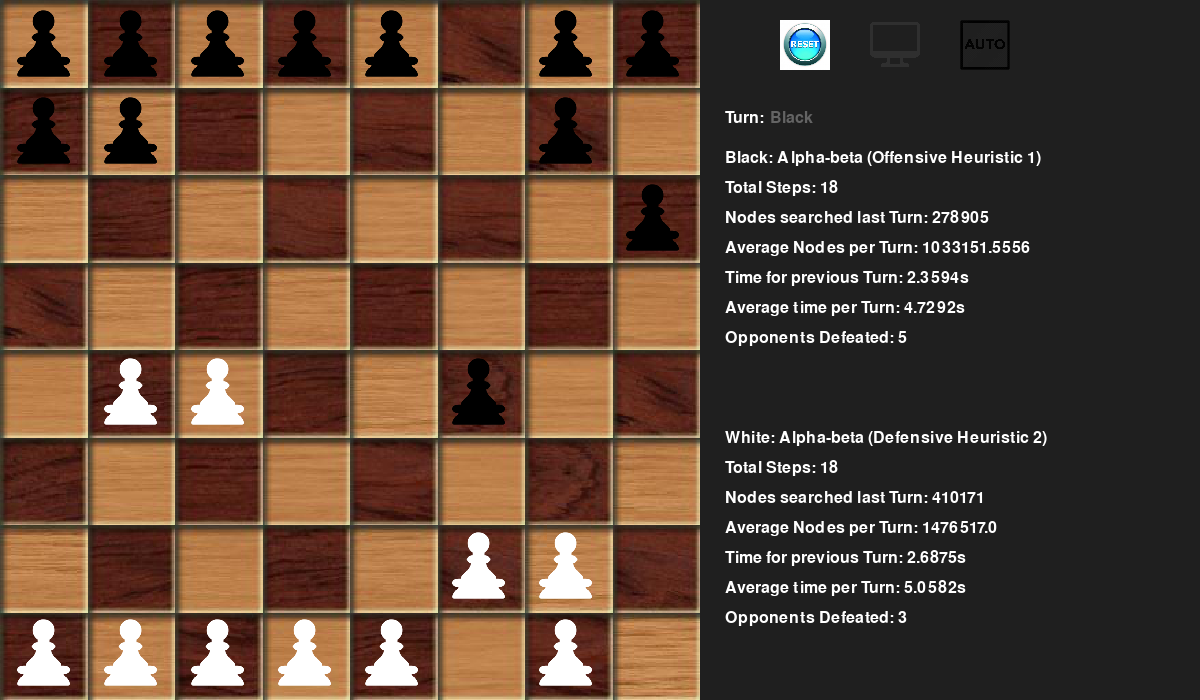 RESET
AUTO
Turn: Black
Black: Alpha-beta (Offensive Heuristic 1)
Total Steps: 18
Nodes searched last Turn: 278905
Average Nodes per Turn: 1033151.5556
Time for previous Turn: 2.3594s
Average time per Turn: 4.7292s
Opponents Defeated: 5
White: Alpha-beta (Defensive Heuristic 2)
Total Steps: 18
Nodes searched last Turn: 410171
Average Nodes per Turn: 1476517.0
Time for previous Turn: 2.6875s
Average time per Turn: 5.0582s
Opponents Defeated: 3